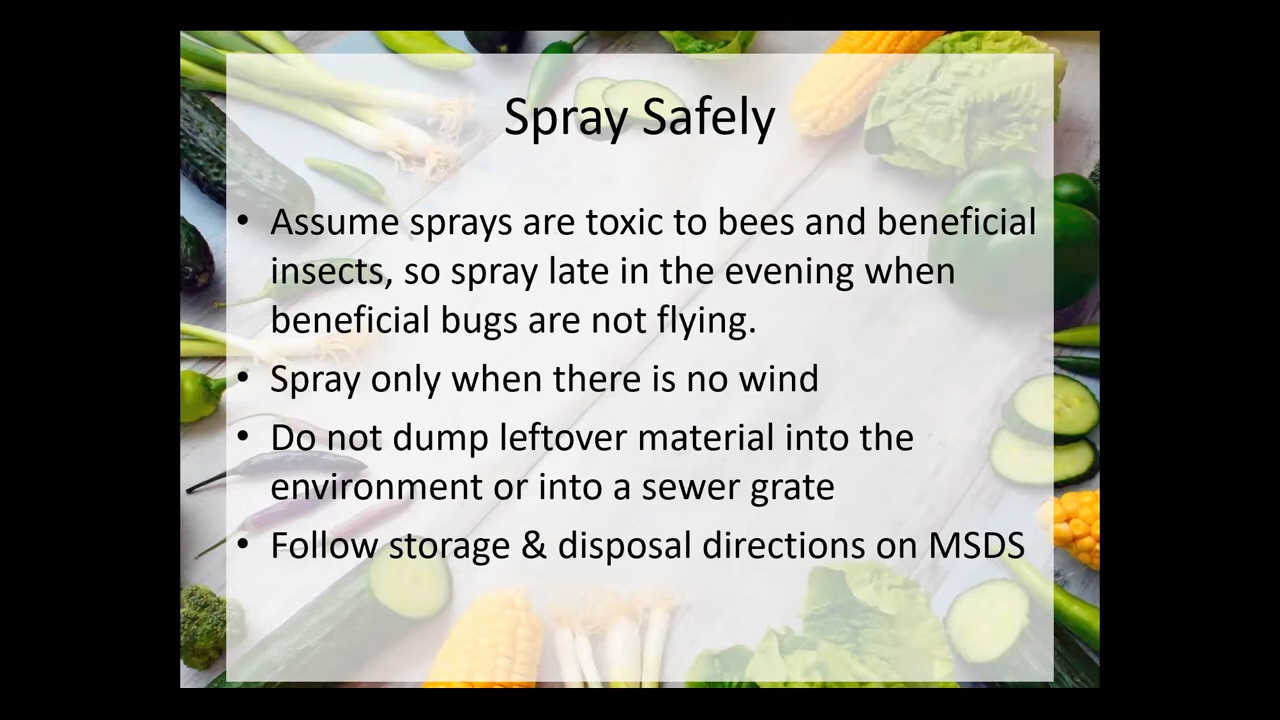 Spray Safely
• Assume sprays are toxic to bees and beneficial
insects, so spray late in the evening when
beneficial bugs are not flying.
• Spray only when there is no wind
• Do not dump leftover material into the
environment or into a sewer grate
• Follow storage & disposal directions on MSDS